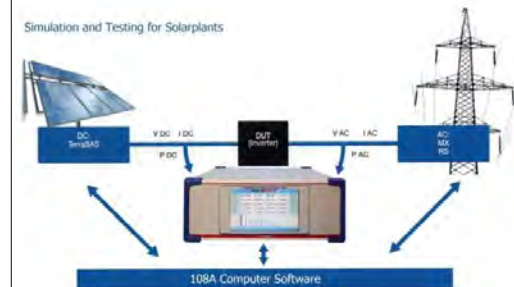 Simulation and Testing for Solarplants
DC:
TerraSAS
V DC I DC
P DC
DUT
(Inverter)
V AC I AC
P AC
AC:
MX
RS
108A Computer Software